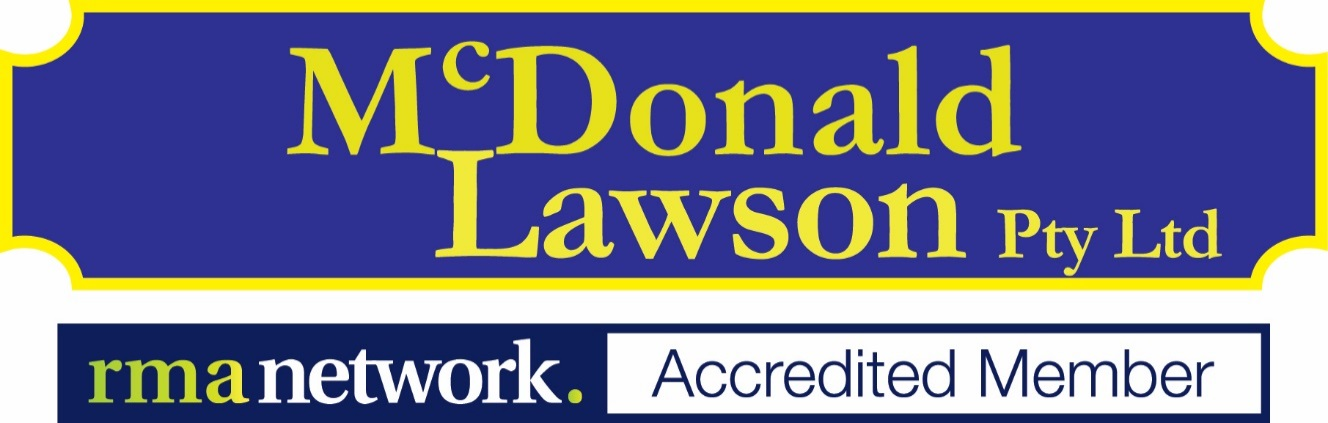 McDonald
Lawson Pty Ltd
rma network. Accredited Member